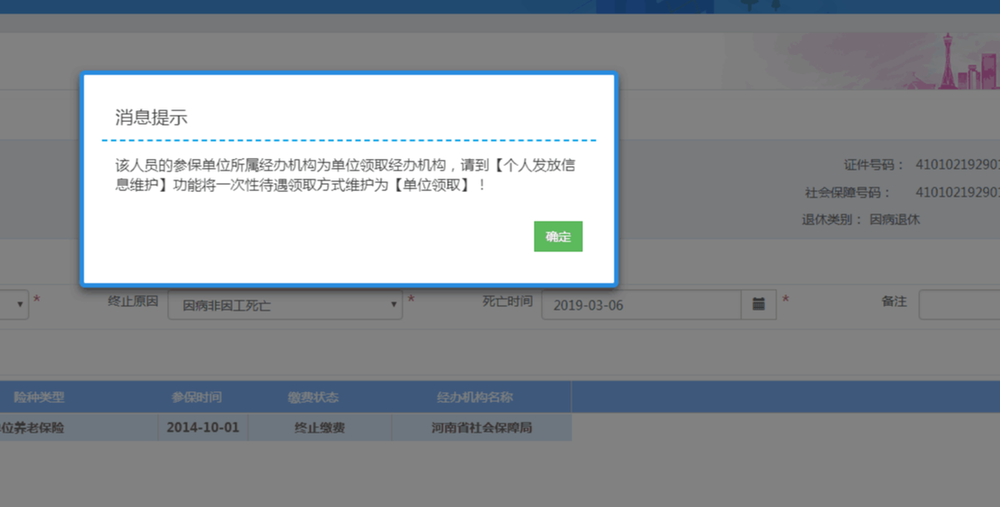 消息提示
该人员的参保单位所属经办机构为单位领取经办机构，请到【个人发放信
息维护】功能将一次性待遇领取方式维护为【单位领取】！
确定
证件号码： 41010219290
社会保障号码： 41010219290
退休类别： 因病退休
* 终止原因 因病非因工死亡 * 死亡时间 2019-03-06 * 备注
险种类型 参保时间 缴费状态 经办机构名称
位养老保险 2014-10-01 终止缴费 河南省社会保障局